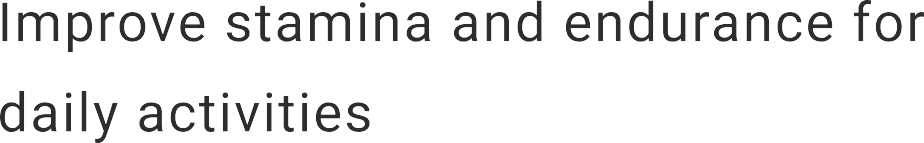 Improve stamina and endurance for
daily activities